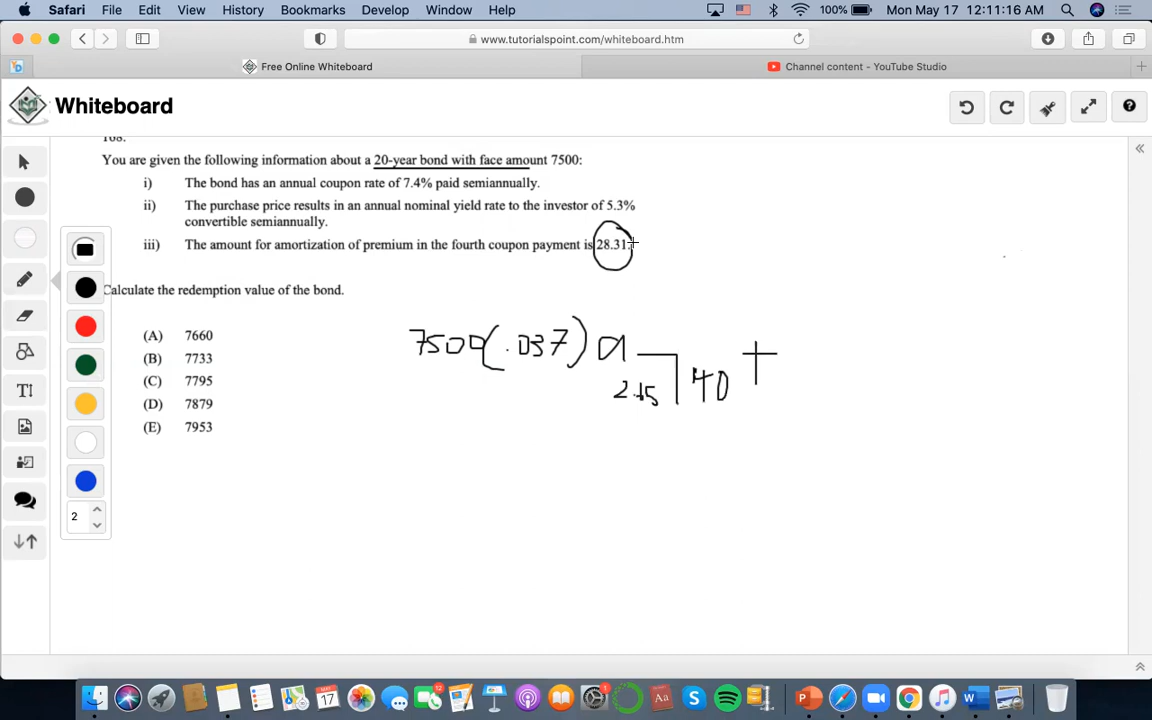 Safari File Edit View History Bookmarks Develop Window Help 100% Mon May 17 12:11:16 AM
www.tutorialspoint.com/whiteboard.htm
Free Online Whiteboard Channel content - YouTube Studio
Whiteboard
168.
You are given the following information about a 20-year bond with face amount 7500:
i) The bond has an annual coupon rate of 7.4% paid semiannually.
ii) The purchase price results in an annual nominal yield rate to the investor of 5.3%
convertible semiannually.
iii) The amount for amortization of premium in the fourth coupon payment is 28.31.
Calculate the redemption value of the bond.
(A) 7660
(B) 7733
(C) 7795
(D) 7879
(E) 7953
7500(.037) a 2.65 40 +
2
17
12